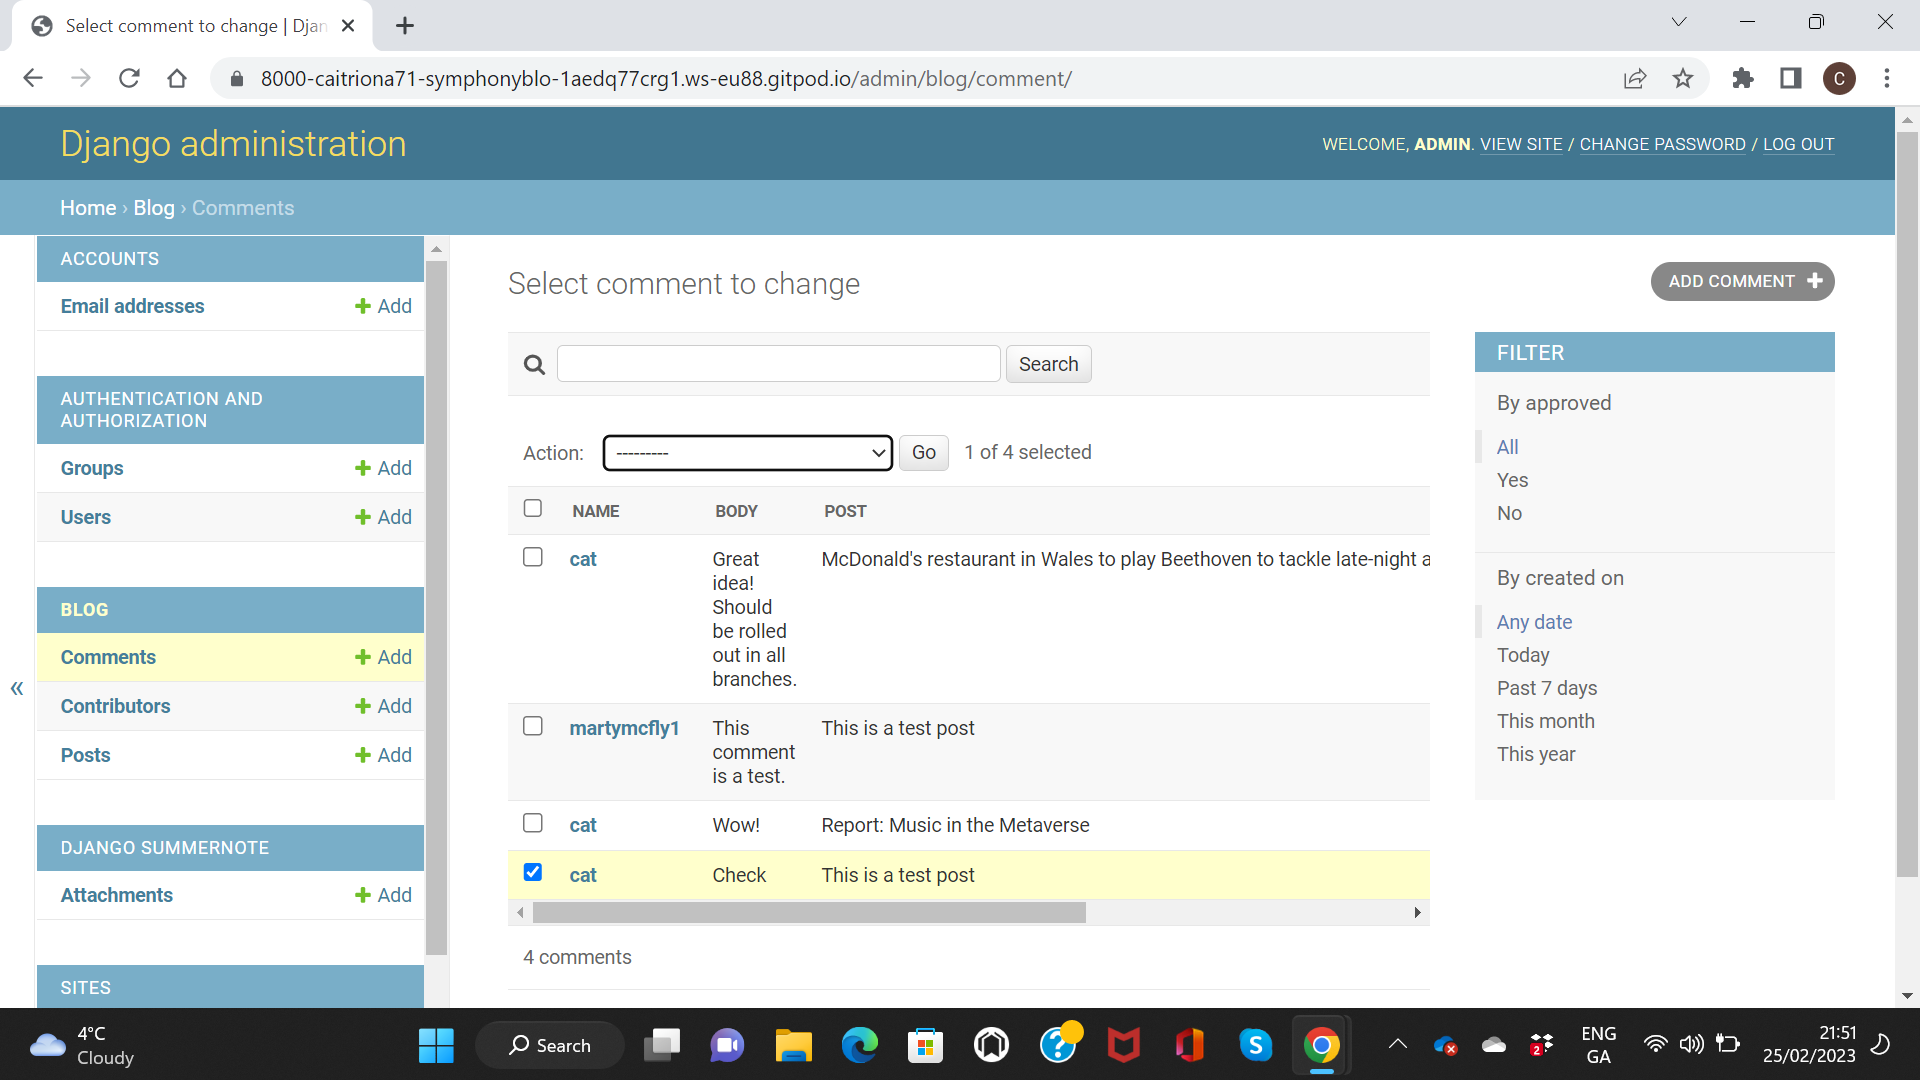 Select comment to change | Djan
8000-caitriona71-symphonyblo-1aedq77crg1.ws-eu88.gitpod.io/admin/blog/comment/
C
Django administration
WELCOME, ADMIN. VIEW SITE / CHANGE PASSWORD / LOG OUT
Home › Blog › Comments
ACCOUNTS
Email addresses + Add
AUTHENTICATION AND
AUTHORIZATION
Groups + Add
Users + Add
BLOG
Comments + Add
Contributors + Add
Posts + Add
DJANGO SUMMERNOTE
Attachments + Add
SITES
«
Select comment to change
ADD COMMENT +
Search
Action: --------- Go 1 of 4 selected
NAME BODY POST
cat Great McDonald's restaurant in Wales to play Beethoven to tackle late-night a
idea!
Should
be rolled
out in all
branches.
martymcfly1 This This is a test post
comment
is a test.
cat Wow! Report: Music in the Metaverse
cat Check This is a test post
4 comments
FILTER
By approved
All
Yes
No
By created on
Any date
Today
Past 7 days
This month
This year
4°C
Cloudy
Search
S
2
ENG
GA
21:51
25/02/2023